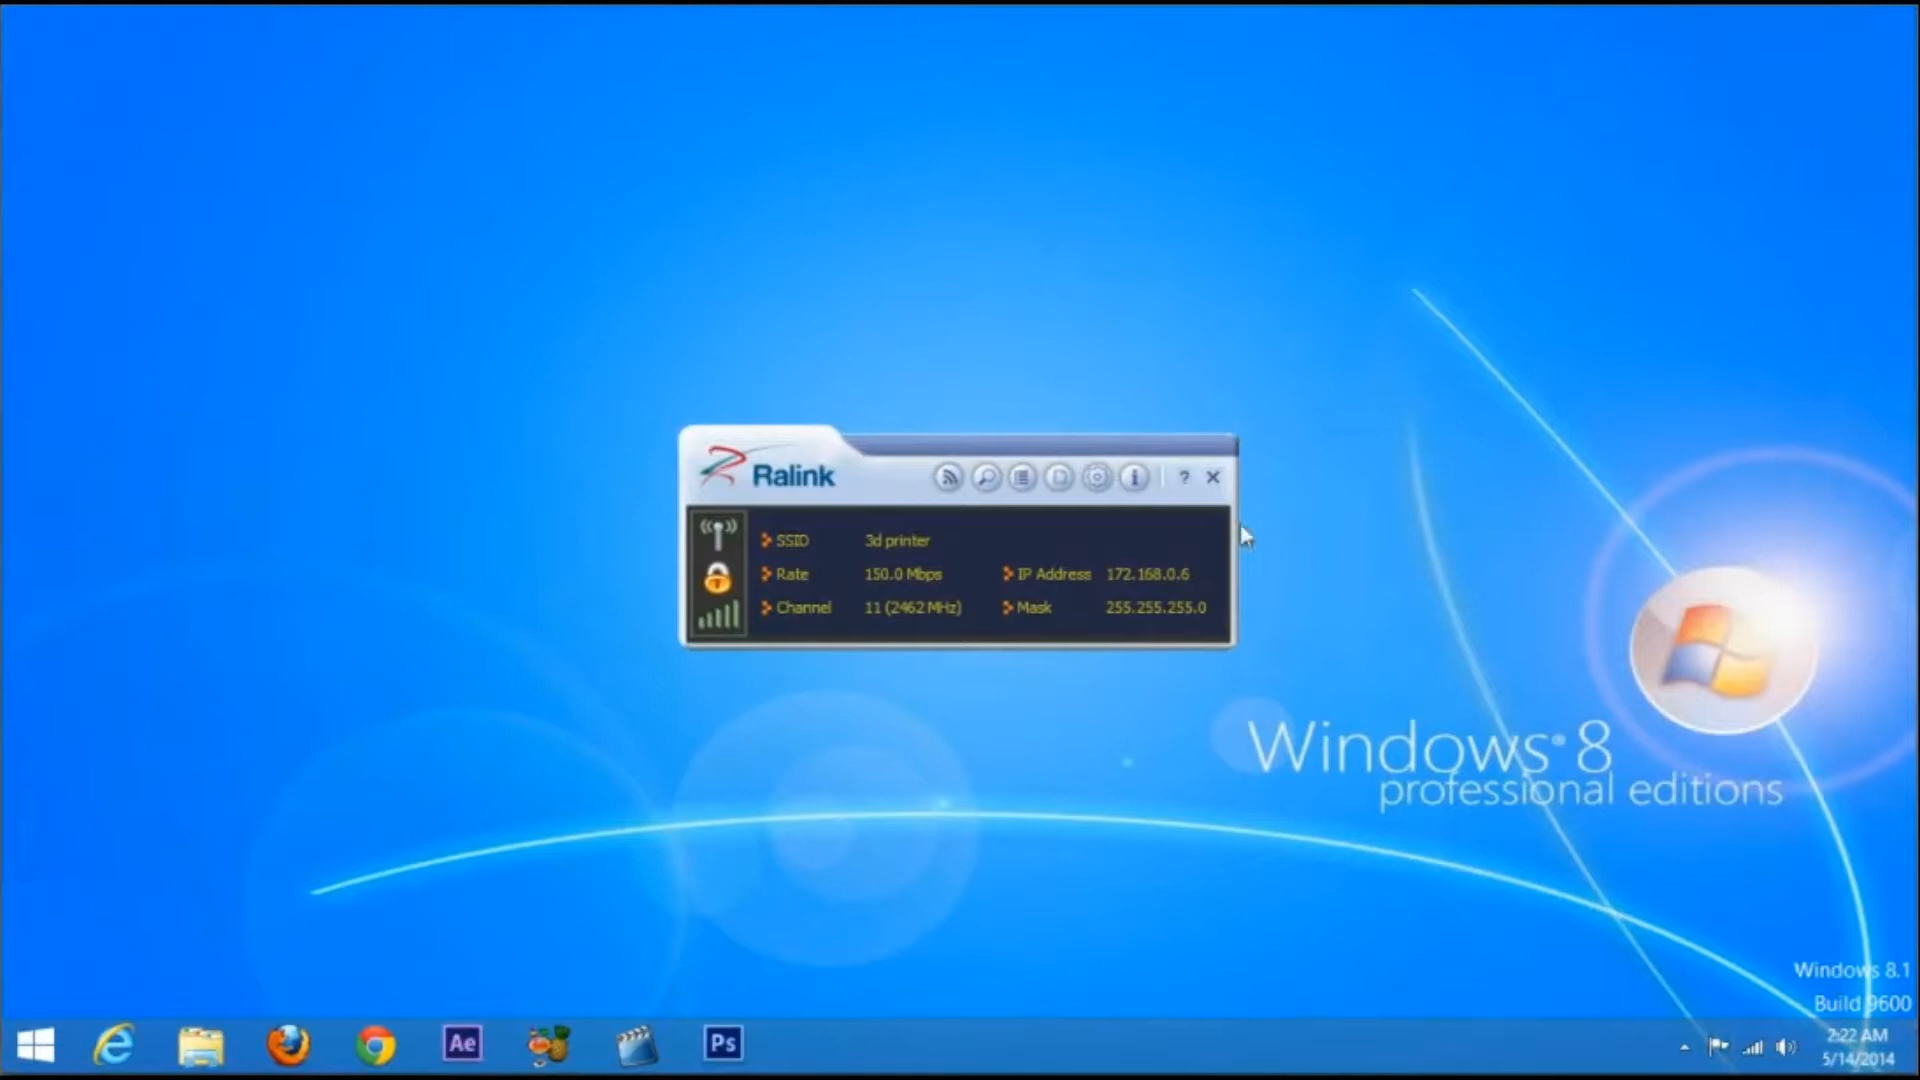 Ralink
? X
SSID 3d printer
Rate 150.0 Mbps IP Address 172.168.0.6
Channel 11 (2462 MHz) Mask 255.255.255.0
Windows® 8
professional editions
Windows 8.1
Build 9600
Ae Ps
2:22 AM
5/14/2014